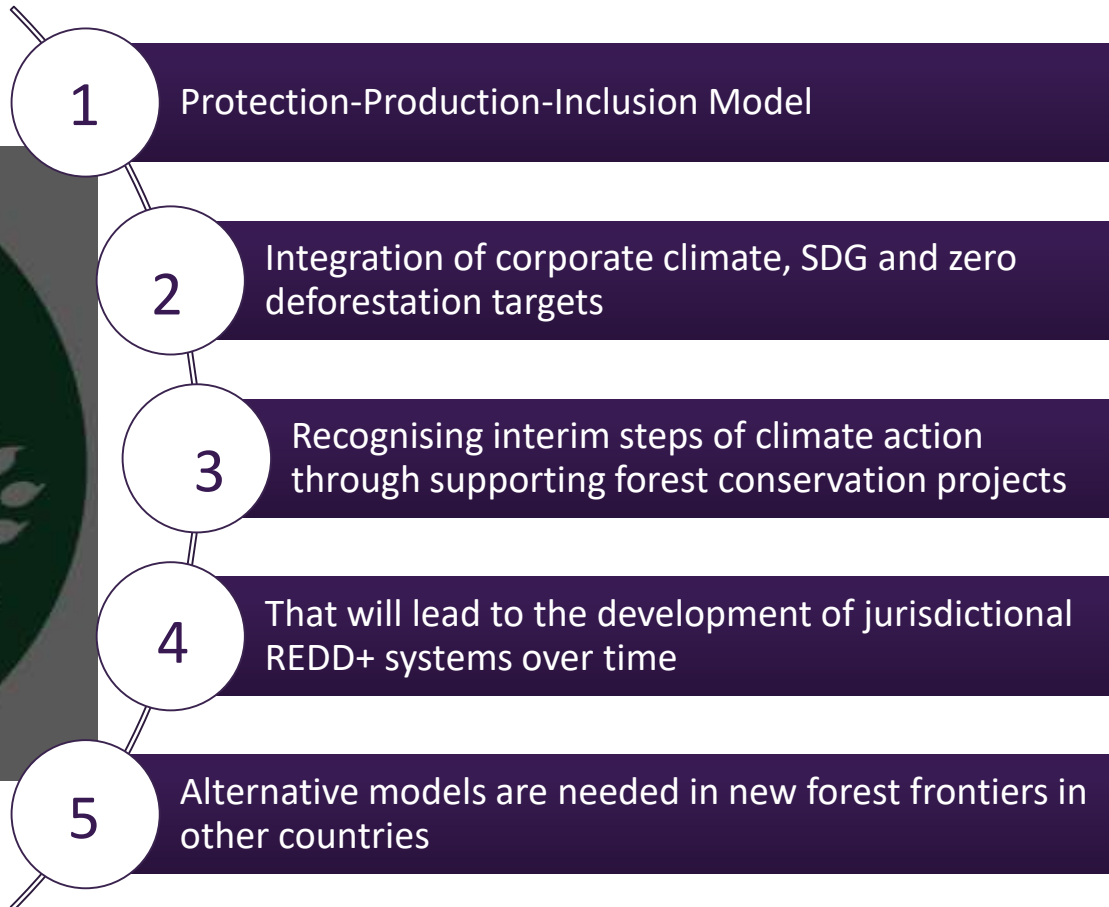 1
Protection-Production-Inclusion Model
2
Integration of corporate climate, SDG and zero
deforestation targets
3
Recognising interim steps of climate action
through supporting forest conservation projects
4
That will lead to the development of jurisdictional
REDD+ systems over time
5
Alternative models are needed in new forest frontiers in
other countries